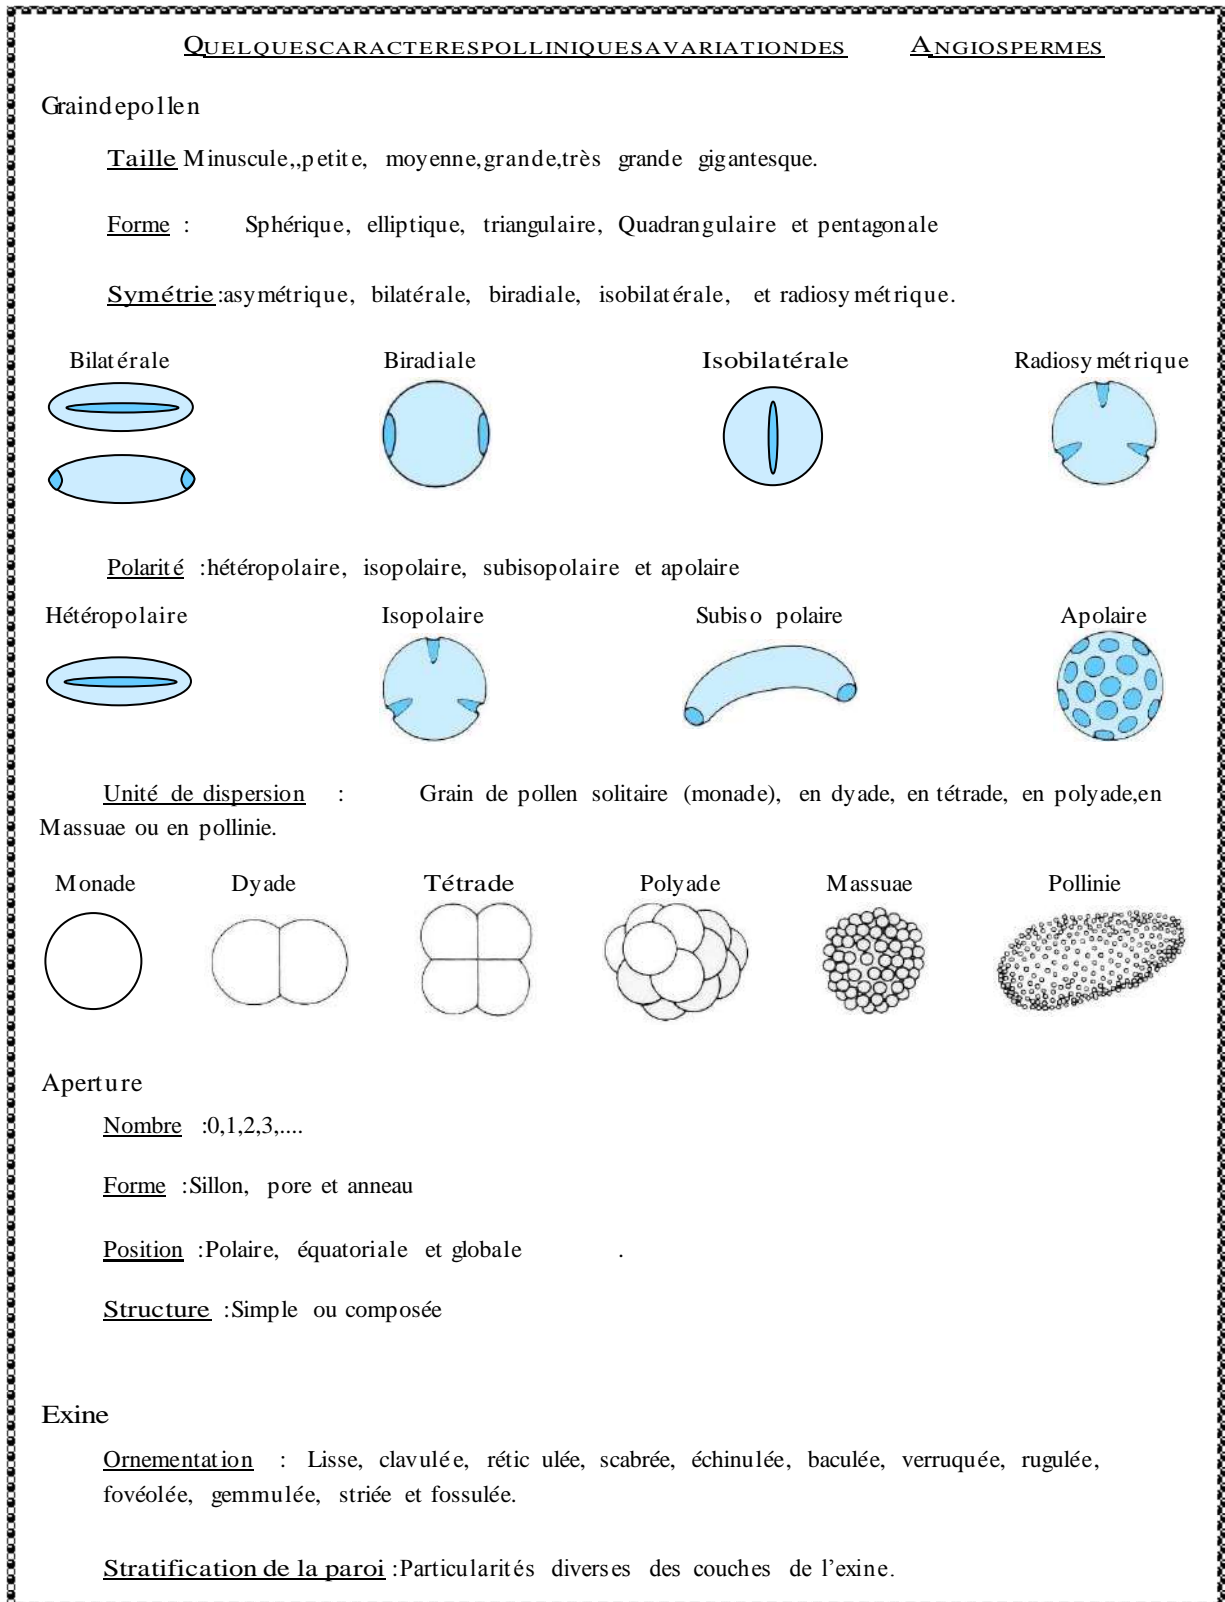 QUELQUESCARACTERESPOLLINIQUESAVARIATIONDES ANGIOSPERMES
Graindepollen
Taille Minuscule,,petite, moyenne,grande,très grande gigantesque.
Forme : Sphérique, elliptique, triangulaire, Quadrangulaire et pentagonale
Symétrie :asymétrique, bilatérale, biradiale, isobilatérale, et radiosymétrique.
Bilatérale Biradiale Isobilatérale Radiosymétrique
Polarité :hétéropolaire, isopolaire, subisopolaire et apolaire
Hétéropolaire Isopolaire Subiso polaire Apolaire
Unité de dispersion : Grain de pollen solitaire (monade), en dyade, en tétrade, en polyade,en
Massuae ou en pollinie.
Monade Dyade Tétrade Polyade Massuae Pollinie
Aperture
Nombre :0,1,2,3,....
Forme :Sillon, pore et anneau
Position :Polaire, équatoriale et globale .
Structure :Simple ou composée
Exine
Ornementation : Lisse, clavulée, rétic ulée, scabrée, échinulée, baculée, verruquée, rugulée,
fovéolée, gemmulée, striée et fossulée.
Stratification de la paroi :Particularités diverses des couches de l’exine.